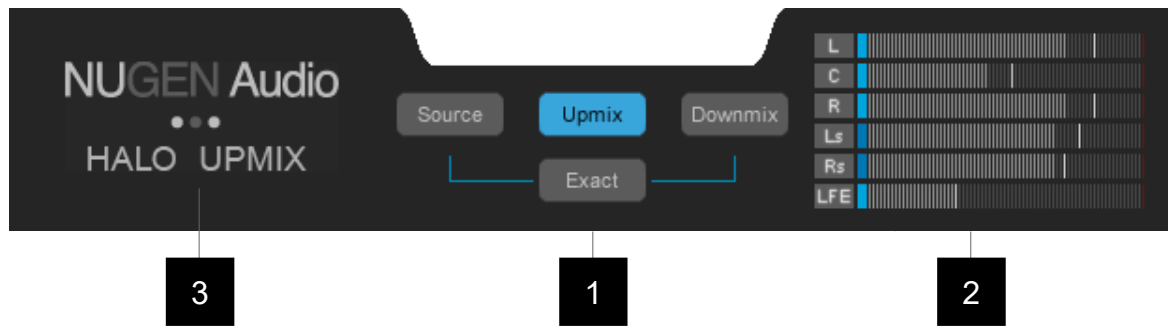 NUGEN Audio
HALO UPMIX
Source
Upmix
Downmix
Exact
L
C
R
Ls
Rs
LFE
3
1
2